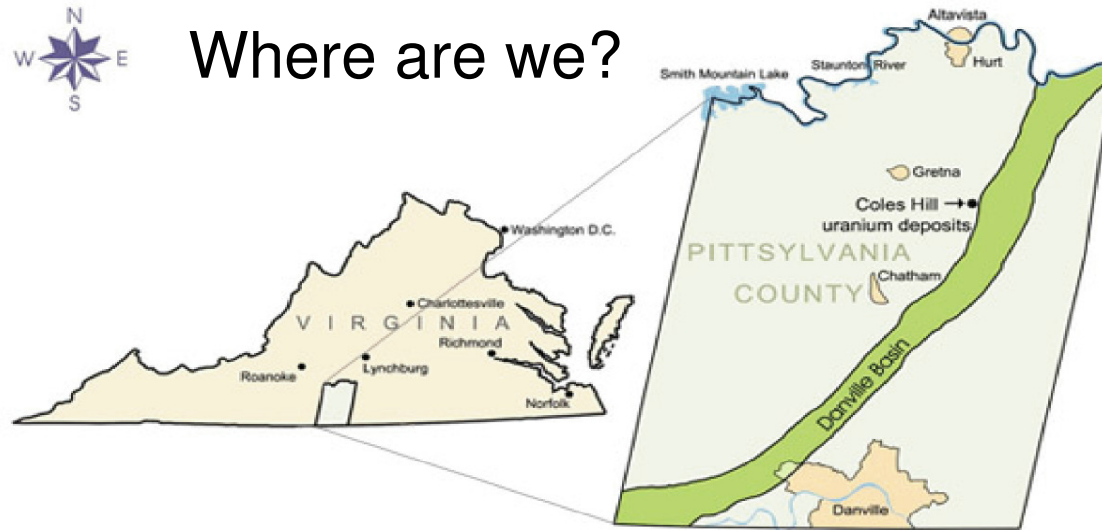 N
W E
S
Where are we?
Washington D.C.
Charlottesville
VIRGINIA
Richmond
Roanoke
Lynchburg
Norfolk
Altavista
Hurt
Staunton River
Smith Mountain Lake
Gretna
Coles Hill
uranium deposits
PITTSYLVANIA
COUNTY
Chatham
Danville Basin
Danville